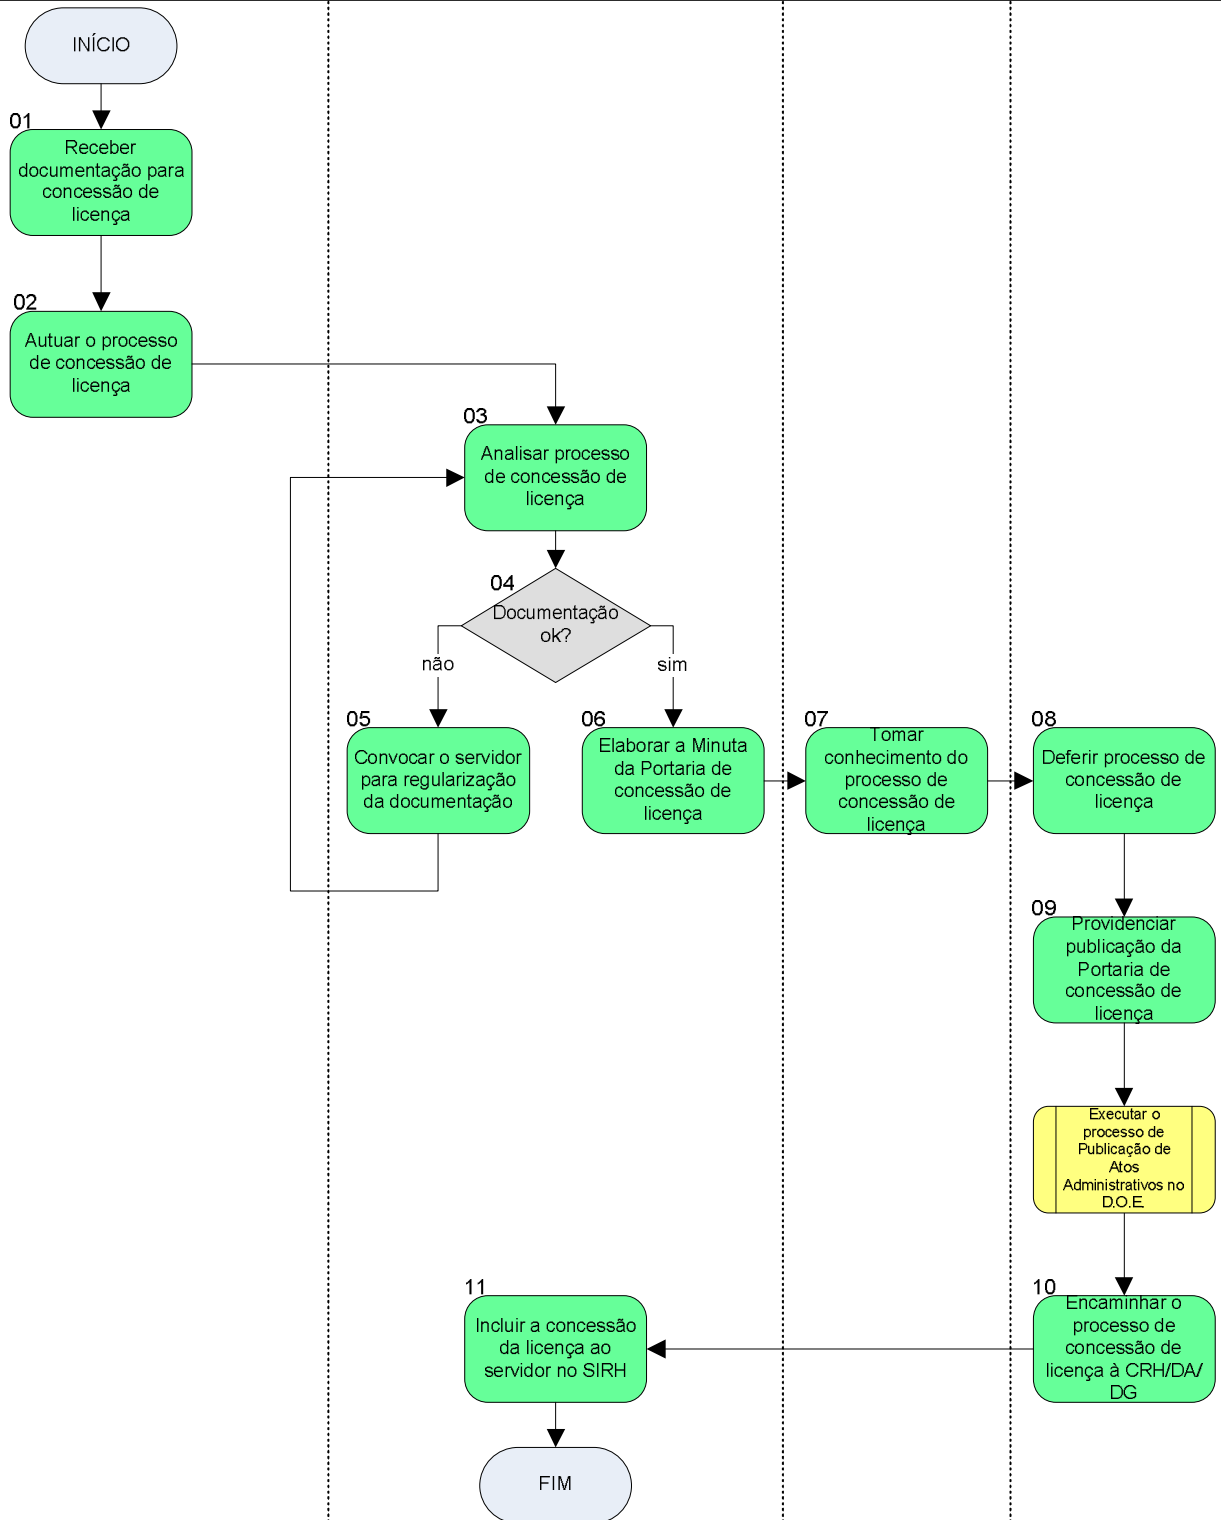 INÍCIO
01
Receber
documentação para
concessão de
licença
02
Autuar o processo
de concessão de
licença
03
Analisar processo
de concessão de
licença
04
Documentação
ok?
não
sim
05
Convocar o servidor
para regularização
da documentação
06
Elaborar a Minuta
da Portaria de
concessão de
licença
07
Tomar
conhecimento do
processo de
concessão de
licença
08
Deferir processo de
concessão de
licença
09
Providenciar
publicação da
Portaria de
concessão de
licença
Executar o
processo de
Publicação de
Atos
Administrativos no
D.O.E.
10
Encaminhar o
processo de
concessão de
licença à CRH/DA/
DG
11
Incluir a concessão
da licença ao
servidor no SIRH
FIM